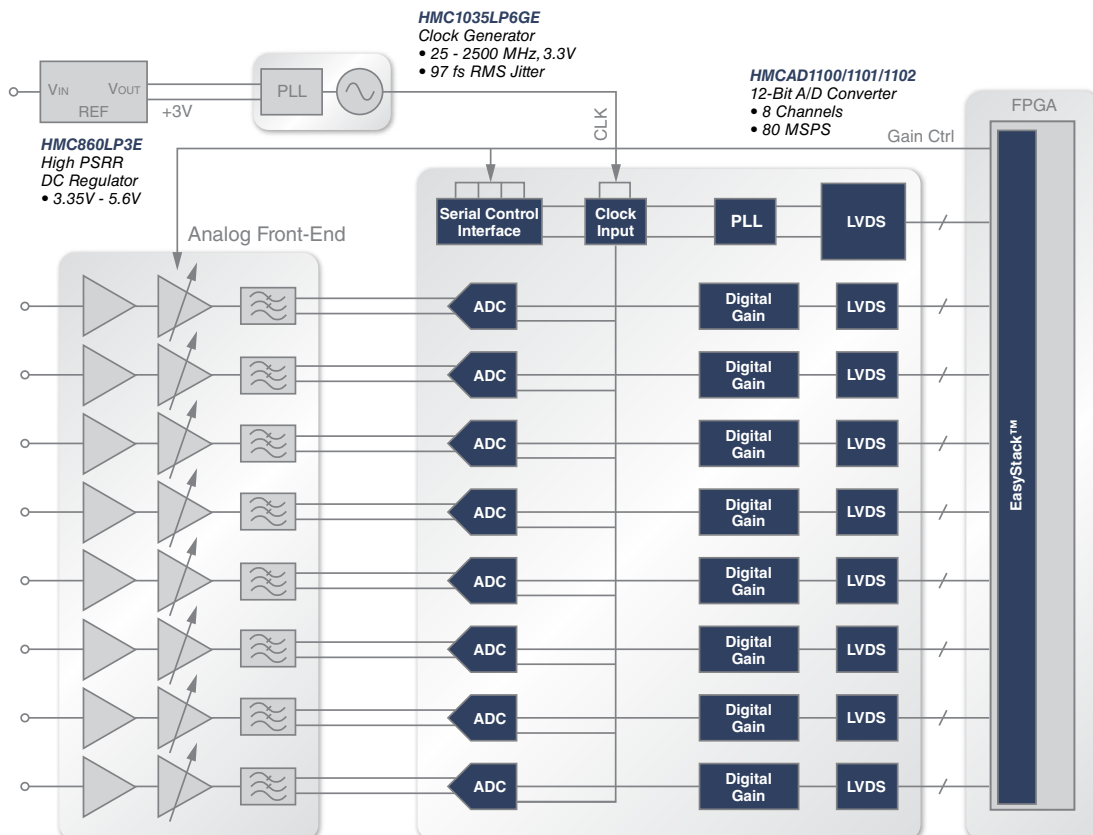 HMC1035LP6GE
Clock Generator
• 25 - 2500 MHz, 3.3V
• 97 fs RMS Jitter
VIN
VOUT
REF
+3V
PLL
HMC860LP3E
High PSRR
DC Regulator
• 3.35V - 5.6V
CLK
HMCAD1100/1101/1102
12-Bit A/D Converter
• 8 Channels
• 80 MSPS
Gain Ctrl
FPGA
Analog Front-End
Serial Control
Interface
Clock
Input
PLL
LVDS
ADC
Digital
Gain
LVDS
ADC
Digital
Gain
LVDS
ADC
Digital
Gain
LVDS
ADC
Digital
Gain
LVDS
ADC
Digital
Gain
LVDS
ADC
Digital
Gain
LVDS
ADC
Digital
Gain
LVDS
ADC
Digital
Gain
LVDS
EasyStack™